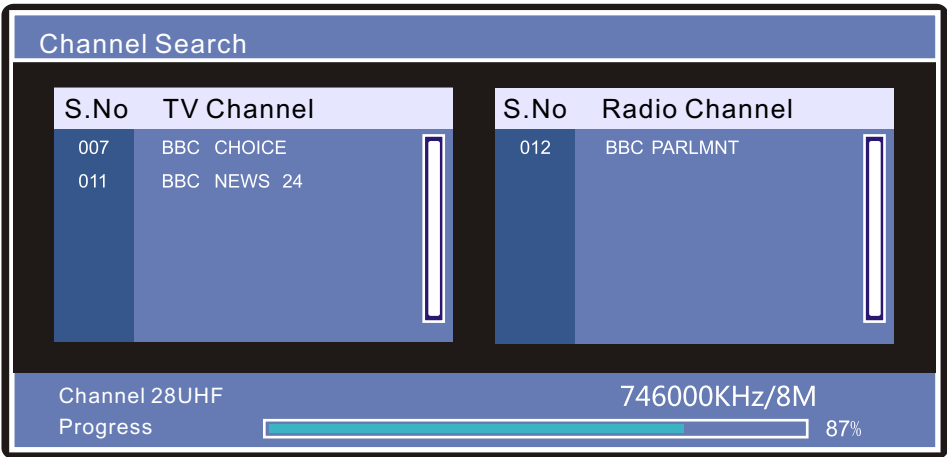 Channel Search
S.No TV Channel
007 BBC CHOICE
011 BBC NEWS 24
S.No Radio Channel
012 BBC PARLMNT
Channel 28UHF 746000KHz/8M
Progress 87%